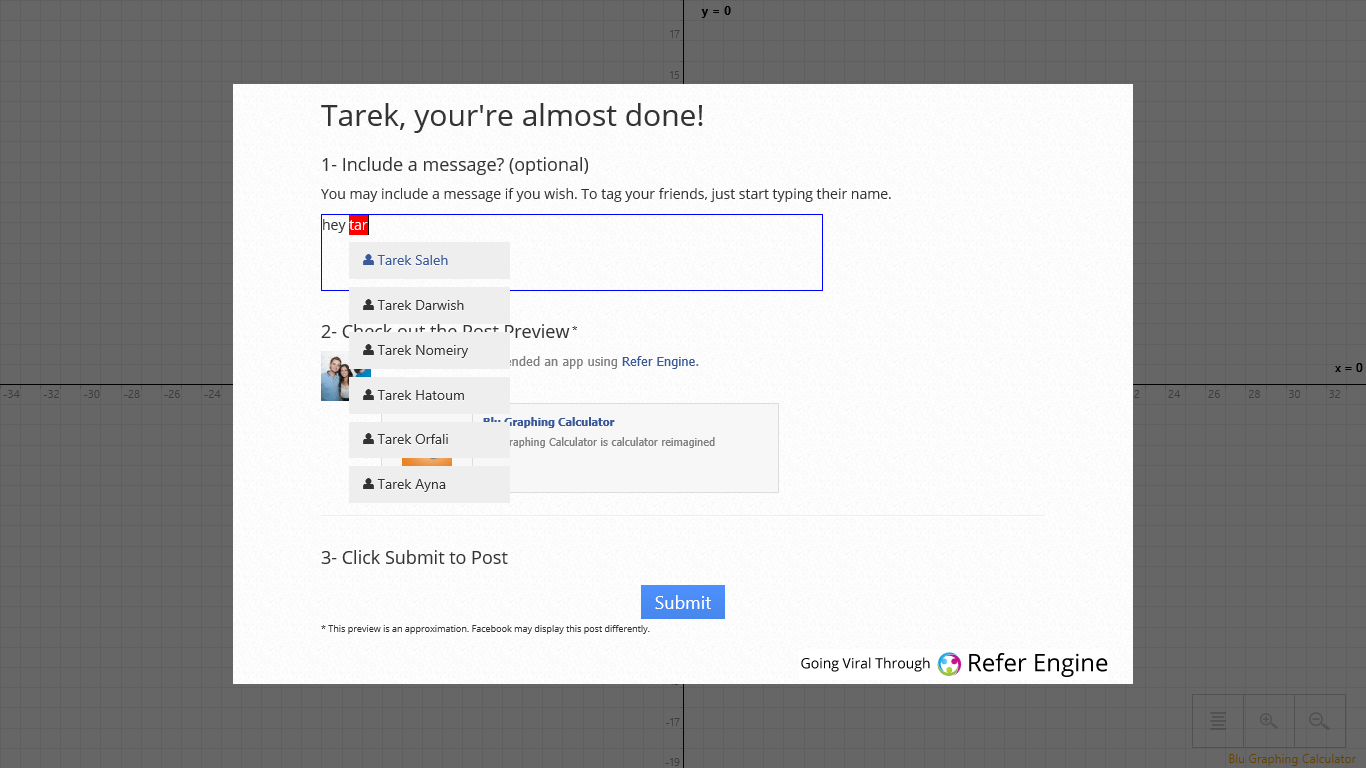 y = 0
17
15
Tarek, your're almost done!
1- Include a message? (optional)
You may include a message if you wish. To tag your friends, just start typing their name.
hey tar
Tarek Saleh
Tarek Darwish
2- Check out the Post Preview *
Tarek Nomeiry
ended an app using Refer Engine.
x = 0
-34 -32 -30 -28 -26 -24
2 24 26 28 30 32
Tarek Hatoum
Blu Graphing Calculator
raphing Calculator is calculator reimagined
Tarek Orfali
Tarek Ayna
3- Click Submit to Post
Submit
* This preview is an approximation. Facebook may display this post differently.
Going Viral Through Refer Engine
-17
-19
Blu Graphing Calculator